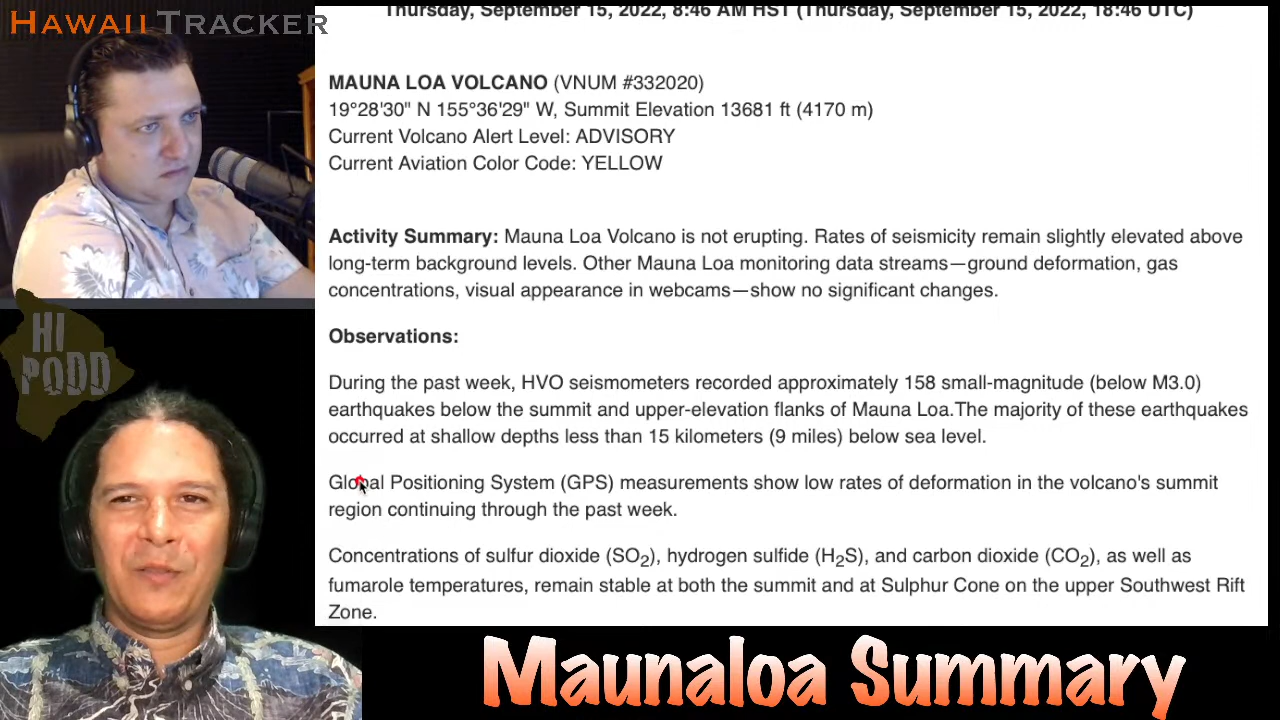 HAWAII TRACKER
Thursday, September 15, 2022, 8:46 AM HST (Thursday, September 15, 2022, 18:46 UTC)
MAUNA LOA VOLCANO (VNUM #332020)
19°28'30" N 155°36'29" W, Summit Elevation 13681 ft (4170 m)
Current Volcano Alert Level: ADVISORY
Current Aviation Color Code: YELLOW
Activity Summary: Mauna Loa Volcano is not erupting. Rates of seismicity remain slightly elevated above
long-term background levels. Other Mauna Loa monitoring data streams—ground deformation, gas
concentrations, visual appearance in webcams—show no significant changes.
Observations:
During the past week, HVO seismometers recorded approximately 158 small-magnitude (below M3.0)
earthquakes below the summit and upper-elevation flanks of Mauna Loa.The majority of these earthquakes
occurred at shallow depths less than 15 kilometers (9 miles) below sea level.
Global Positioning System (GPS) measurements show low rates of deformation in the volcano's summit
region continuing through the past week.
Concentrations of sulfur dioxide (SO2), hydrogen sulfide (H2S), and carbon dioxide (CO2), as well as
fumarole temperatures, remain stable at both the summit and at Sulphur Cone on the upper Southwest Rift
Zone.
HI
PODD
Maunaloa Summary